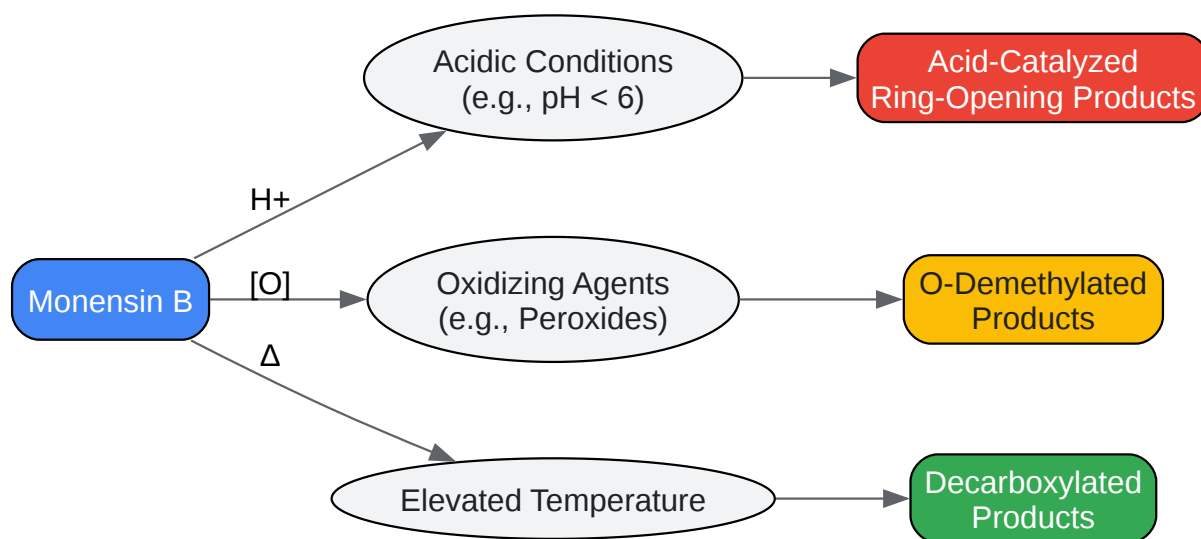 Acidic Conditions
(e.g., pH < 6)
Acid-Catalyzed
Ring-Opening Products
H+
Monensin B
[O]
Oxidizing Agents
(e.g., Peroxides)
O-Demethylated
Products
Δ
Elevated Temperature
Decarboxylated
Products